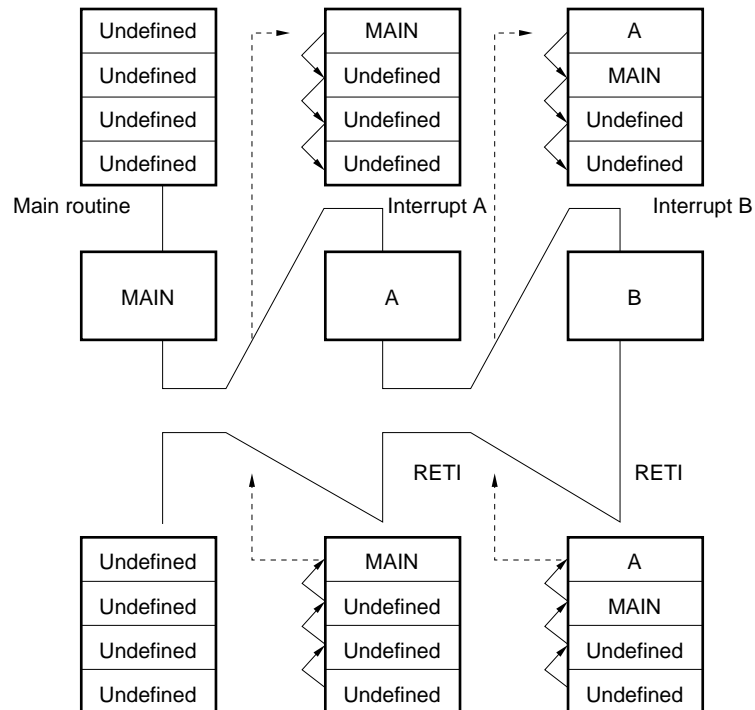 Undefined MAIN A
Undefined Undefined MAIN
Undefined Undefined Undefined
Undefined Undefined Undefined
Main routine Interrupt A Interrupt B
MAIN A B
RETI RETI
Undefined MAIN A
Undefined Undefined MAIN
Undefined Undefined Undefined
Undefined Undefined Undefined